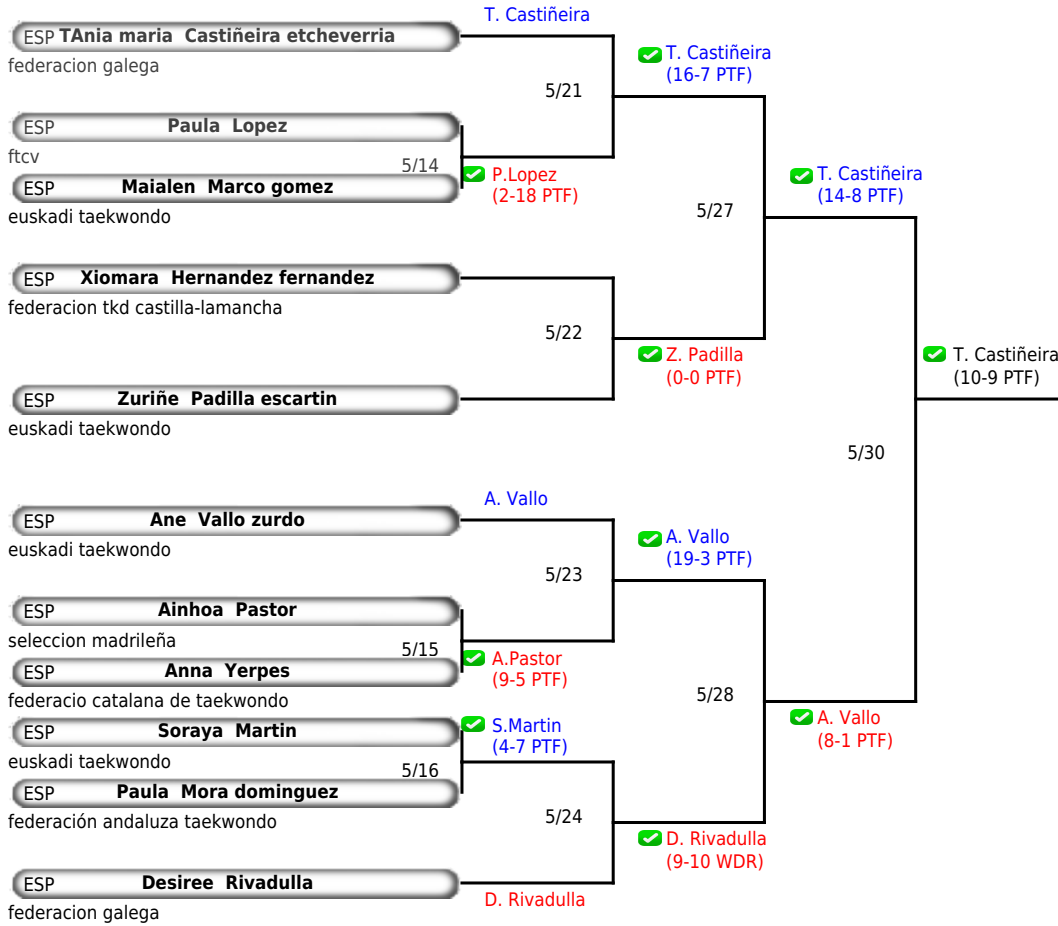 T. Castiñeira
ESP TAnia maria Castiñeira etcheverria
federacion galega
T. Castiñeira
(16-7 PTF)
5/21
ESP Paula Lopez
ftcv
5/14
P.Lopez
(2-18 PTF)
ESP Maialen Marco gomez
euskadi taekwondo
T. Castiñeira
(14-8 PTF)
5/27
ESP Xiomara Hernandez fernandez
federacion tkd castilla-lamancha
5/22
Z. Padilla
(0-0 PTF)
T. Castiñeira
(10-9 PTF)
ESP Zuriñe Padilla escartin
euskadi taekwondo
5/30
A. Vallo
ESP Ane Vallo zurdo
euskadi taekwondo
A. Vallo
(19-3 PTF)
5/23
ESP Ainhoa Pastor
seleccion madrileña
5/15
A.Pastor
(9-5 PTF)
ESP Anna Yerpes
federacio catalana de taekwondo
5/28
A. Vallo
(8-1 PTF)
ESP Soraya Martin
S.Martin
(4-7 PTF)
euskadi taekwondo
5/16
ESP Paula Mora dominguez
federación andaluza taekwondo
5/24
D. Rivadulla
(9-10 WDR)
ESP Desiree Rivadulla
D. Rivadulla
federacion galega